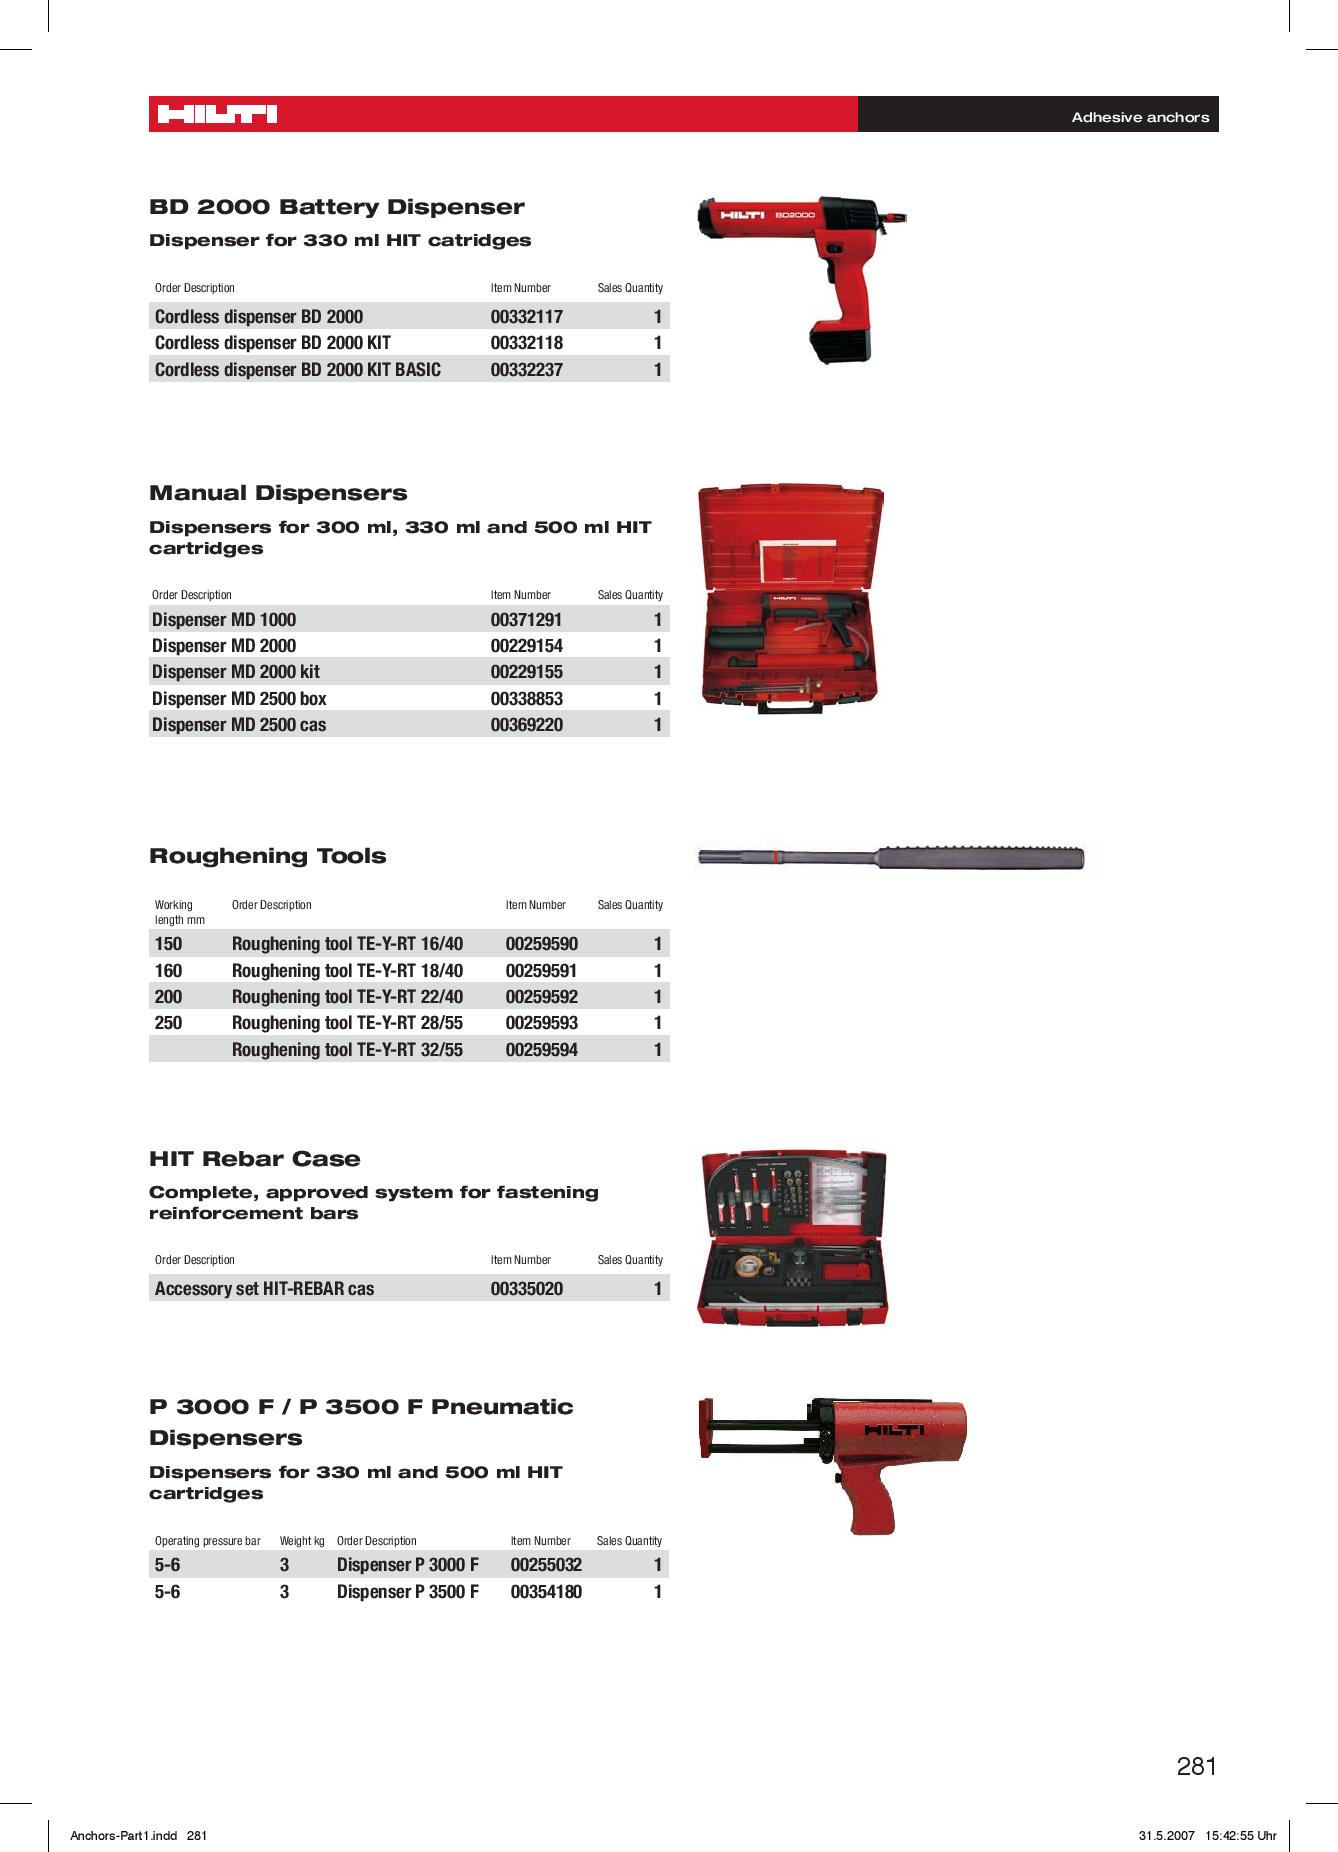 HILTI
Adhesive anchors
BD 2000 Battery Dispenser
Dispenser for 330 ml HIT catridges
HILTI BD2000
Order Description Item Number Sales Quantity
Cordless dispenser BD 2000 00332117 1
Cordless dispenser BD 2000 KIT 00332118 1
Cordless dispenser BD 2000 KIT BASIC 00332237 1
Manual Dispensers
Dispensers for 300 ml, 330 ml and 500 ml HIT
cartridges
Order Description Item Number Sales Quantity
Dispenser MD 1000 00371291 1
Dispenser MD 2000 00229154 1
Dispenser MD 2000 kit 00229155 1
Dispenser MD 2500 box 00338853 1
Dispenser MD 2500 cas 00369220 1
HILTI
Roughening Tools
Working Order Description Item Number Sales Quantity
length mm
150 Roughening tool TE-Y-RT 16/40 00259590 1
160 Roughening tool TE-Y-RT 18/40 00259591 1
200 Roughening tool TE-Y-RT 22/40 00259592 1
250 Roughening tool TE-Y-RT 28/55 00259593 1
Roughening tool TE-Y-RT 32/55 00259594 1
HIT Rebar Case
Complete, approved system for fastening
reinforcement bars
Order Description Item Number Sales Quantity
Accessory set HIT-REBAR cas 00335020 1
P 3000 F / P 3500 F Pneumatic
Dispensers
Dispensers for 330 ml and 500 ml HIT
cartridges
HILTI
Operating pressure bar Weight kg Order Description Item Number Sales Quantity
5-6 3 Dispenser P 3000 F 00255032 1
5-6 3 Dispenser P 3500 F 00354180 1
281
Anchors-Part1.indd 281
31.5.2007 15:42:55 Uhr